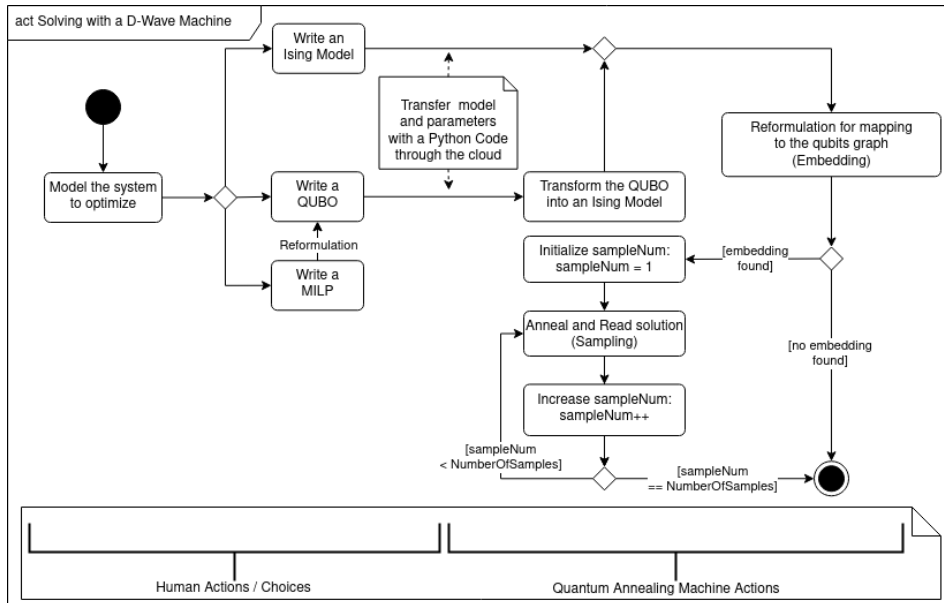 act Solving with a D-Wave Machine
Write an
Ising Model
Transfer model
and parameters
with a Python Code
through the cloud
Reformulation for mapping
to the qubits graph
(Embedding)
Model the system
to optimize
Write a
QUBO
Transform the QUBO
into an Ising Model
Reformulation
Write a
MILP
Initialize sampleNum:
sampleNum = 1
[embedding
found]
Anneal and Read solution
(Sampling)
[no embedding
found]
Increase sampleNum:
sampleNum++
[sampleNum
< NumberOfSamples]
[sampleNum
== NumberOfSamples]
Human Actions / Choices
Quantum Annealing Machine Actions